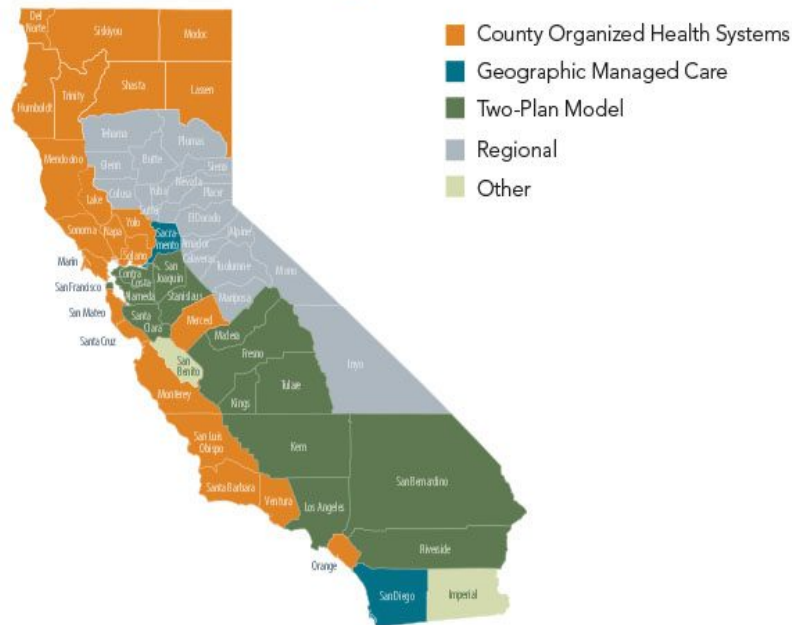 County Organized Health Systems
Geographic Managed Care
Two-Plan Model
Regional
Other
Del
Norte
Siskiyou
Modoc
Humboldt
Trinity
Shasta
Lassen
Tehama
Plumas
Mendocino
Glenn
Butte
Sierra
Lake
Colusa
Yuba
Nevada
Placer
Sutter
Sonoma
Napa
Yolo
Sacra-
mento
El Dorado
Alpine
Solano
Amador
Calaveras
Marin
Contra
Costa
San
Joaquin
Tuolumne
Mono
San Francisco
Alameda
Stanislaus
Mariposa
San Mateo
Santa
Clara
Merced
Madera
Santa Cruz
San
Benito
Fresno
Inyo
Monterey
Kings
Tulare
San Luis
Obispo
Kern
San Bernardino
Santa Barbara
Ventura
Los Angeles
Orange
Riverside
San Diego
Imperial